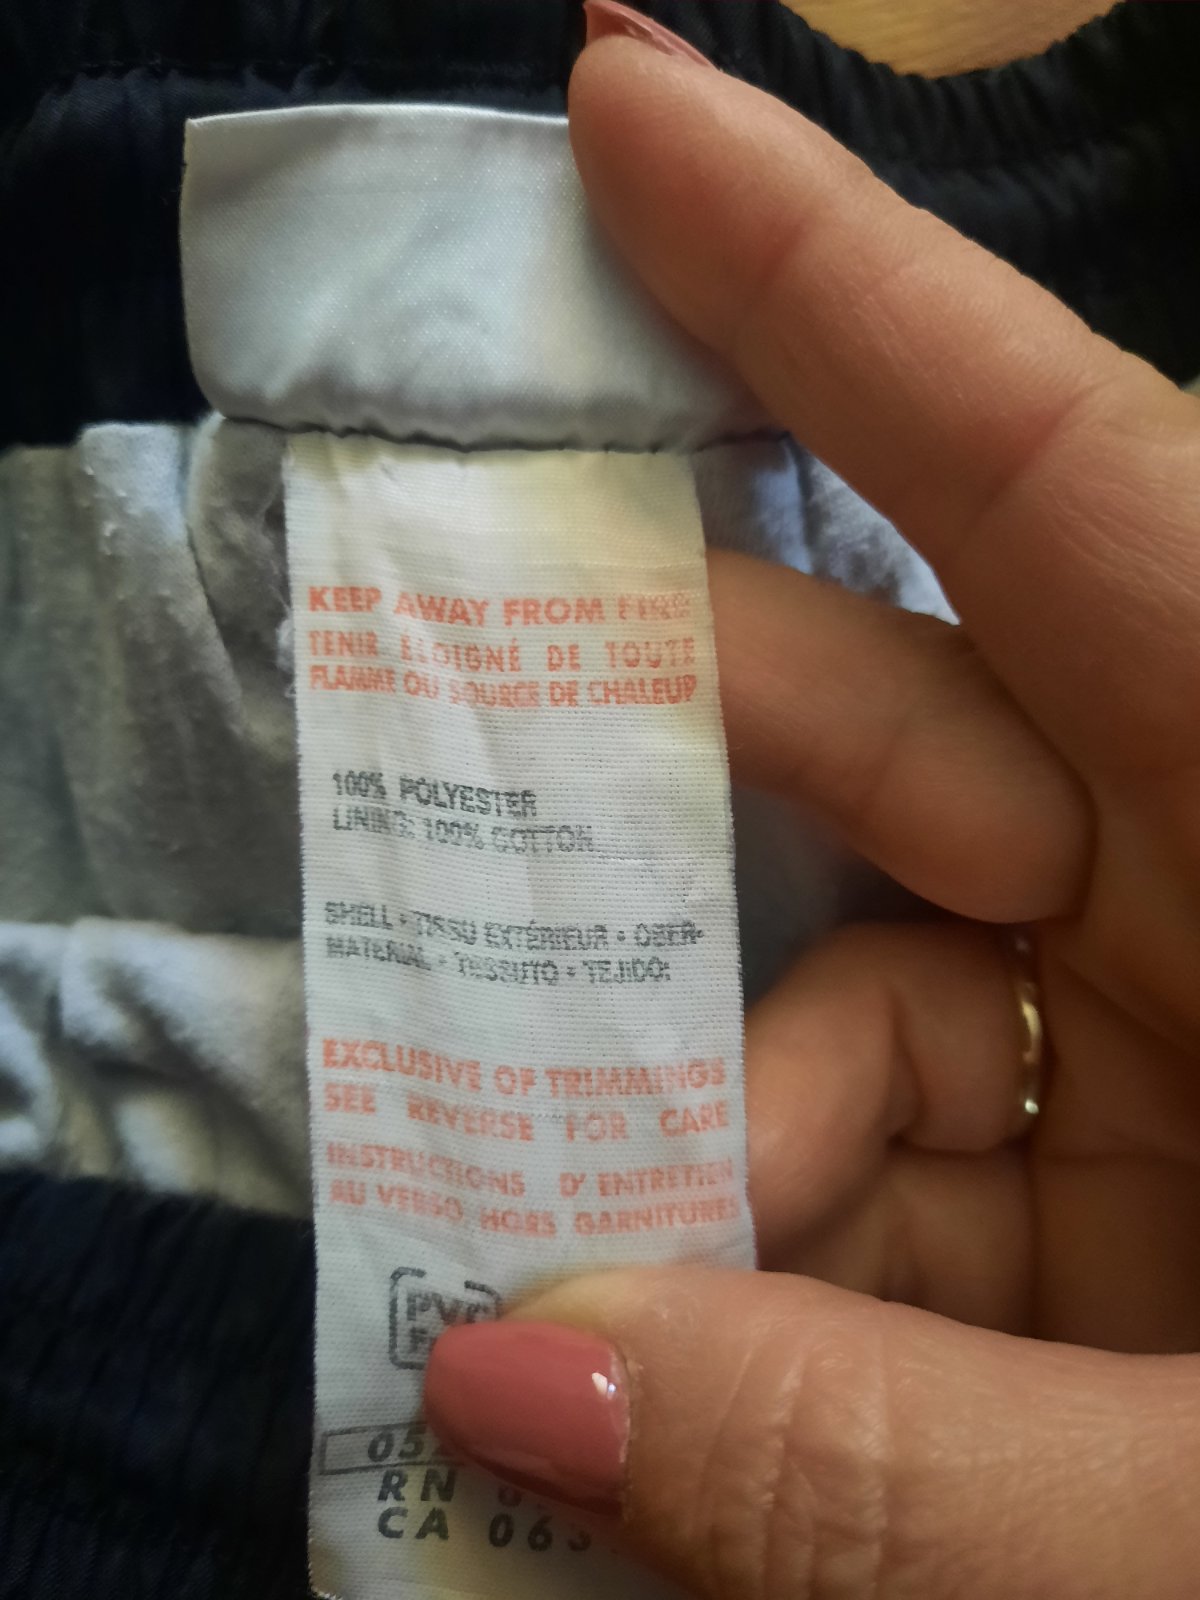 KEEP AWAY FROM FIRE
TENIR ÉLOIGNÉ DE TOUTE
FLAMME OU SOURCE DE CHALEUR
100% POLYESTER
LINING: 100% COTTON
SHELL • TISSU EXTÉRIEUR • OBER-
MATERIAL • TESSUTO • TEJIDO:
EXCLUSIVE OF TRIMMINGS
SEE REVERSE FOR CARE
INSTRUCTIONS D' ENTRETIEN
AU VERSO. HORS GARNITURES
PVC
RN
CA